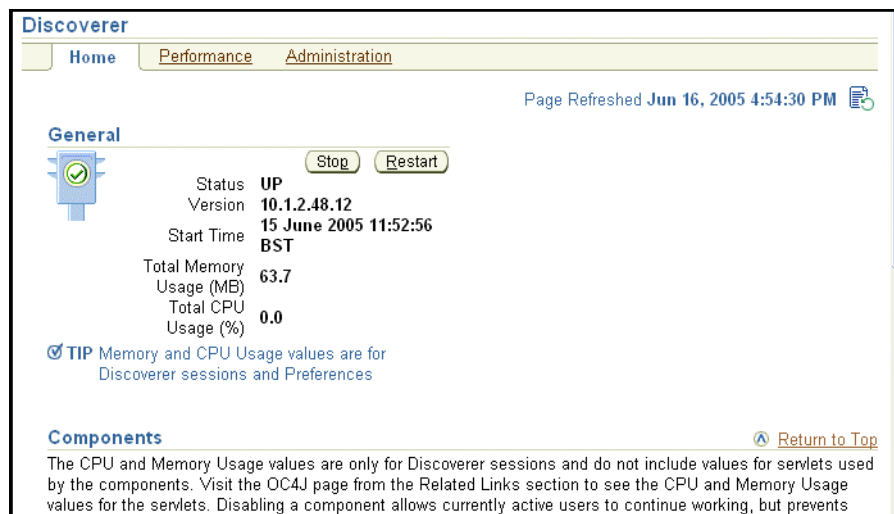 Discoverer
Home Performance Administration
Page Refreshed Jun 16, 2005 4:54:30 PM
General
Stop Restart
Status UP
Version 10.1.2.48.12
Start Time 15 June 2005 11:52:56 BST
Total Memory Usage (MB) 63.7
Total CPU Usage (%) 0.0
TIP Memory and CPU Usage values are for
Discoverer sessions and Preferences
Components Return to Top
The CPU and Memory Usage values are only for Discoverer sessions and do not include values for servlets used
by the components. Visit the OC4J page from the Related Links section to see the CPU and Memory Usage
values for the servlets. Disabling a component allows currently active users to continue working, but prevents